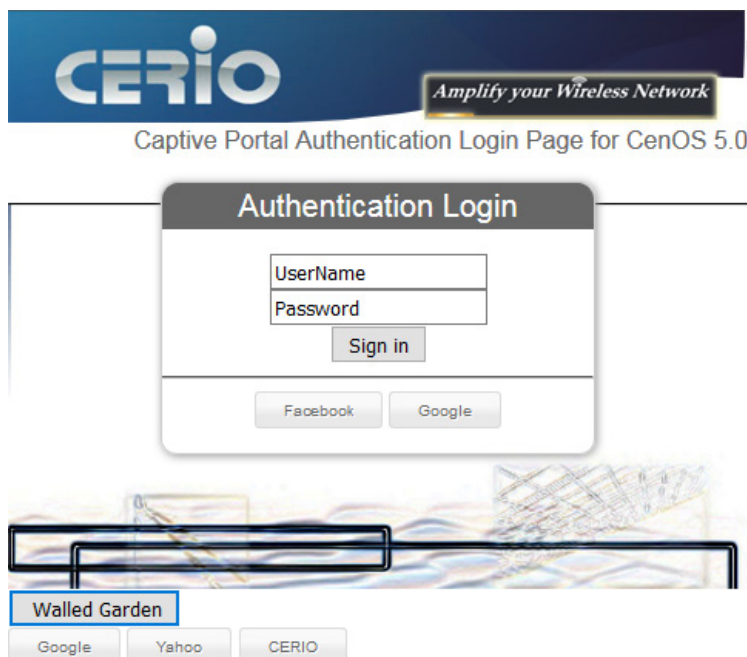 CERIO
Amplify your Wireless Network
Captive Portal Authentication Login Page for CenOS 5.0
Authentication Login
UserName
Password
Sign in
Facebook Google
Walled Garden
Google Yahoo CERIO